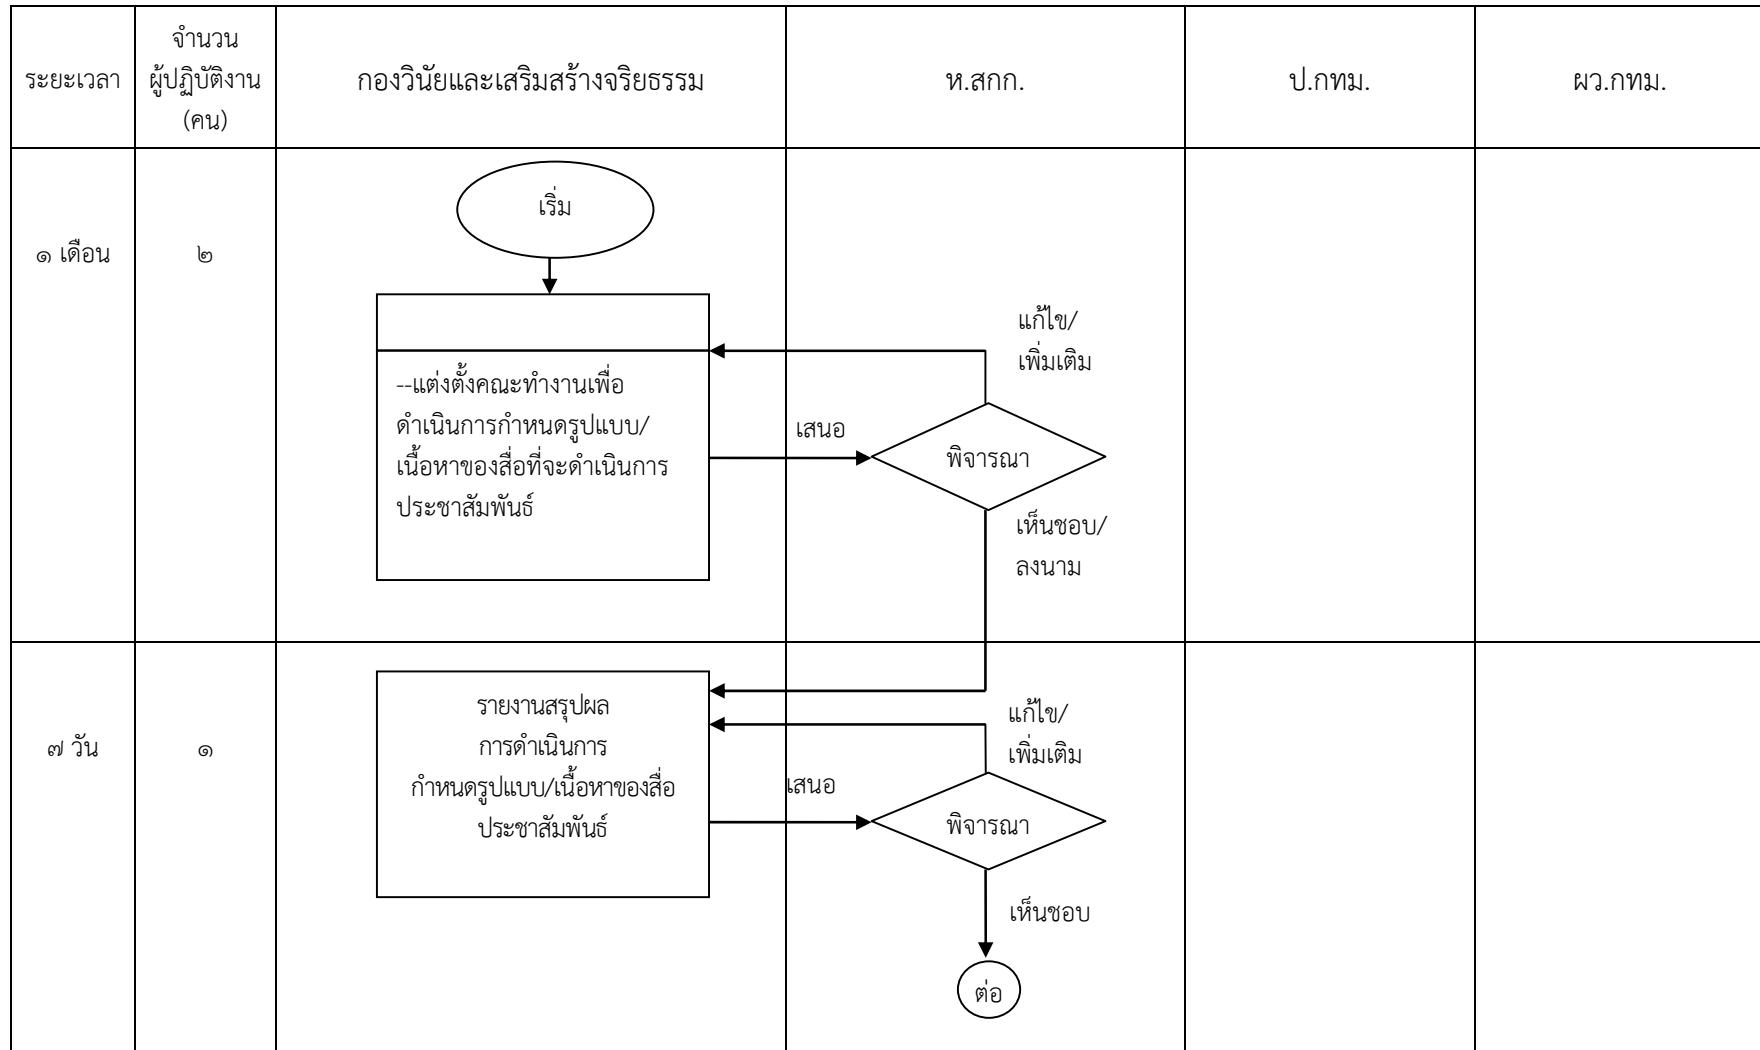 ระยะเวลา
จำนวน
ผู้ปฏิบัติงาน
(คน)
กองวินัยและเสริมสร้างจริยธรรม
ห.สกก.
ป.กทม.
ผว.กทม.
๑ เดือน
๒
เริ่ม
--แต่งตั้งคณะทำงานเพื่อ
ดำเนินการกำหนดรูปแบบ/
เนื้อหาของสื่อที่จะดำเนินการ
ประชาสัมพันธ์
เสนอ
แก้ไข/
เพิ่มเติม
พิจารณา
เห็นชอบ/
ลงนาม
๗ วัน
๑
รายงานสรุปผล
การดำเนินการ
กำหนดรูปแบบ/เนื้อหาของสื่อ
ประชาสัมพันธ์
เสนอ
แก้ไข/
เพิ่มเติม
พิจารณา
เห็นชอบ
ต่อ